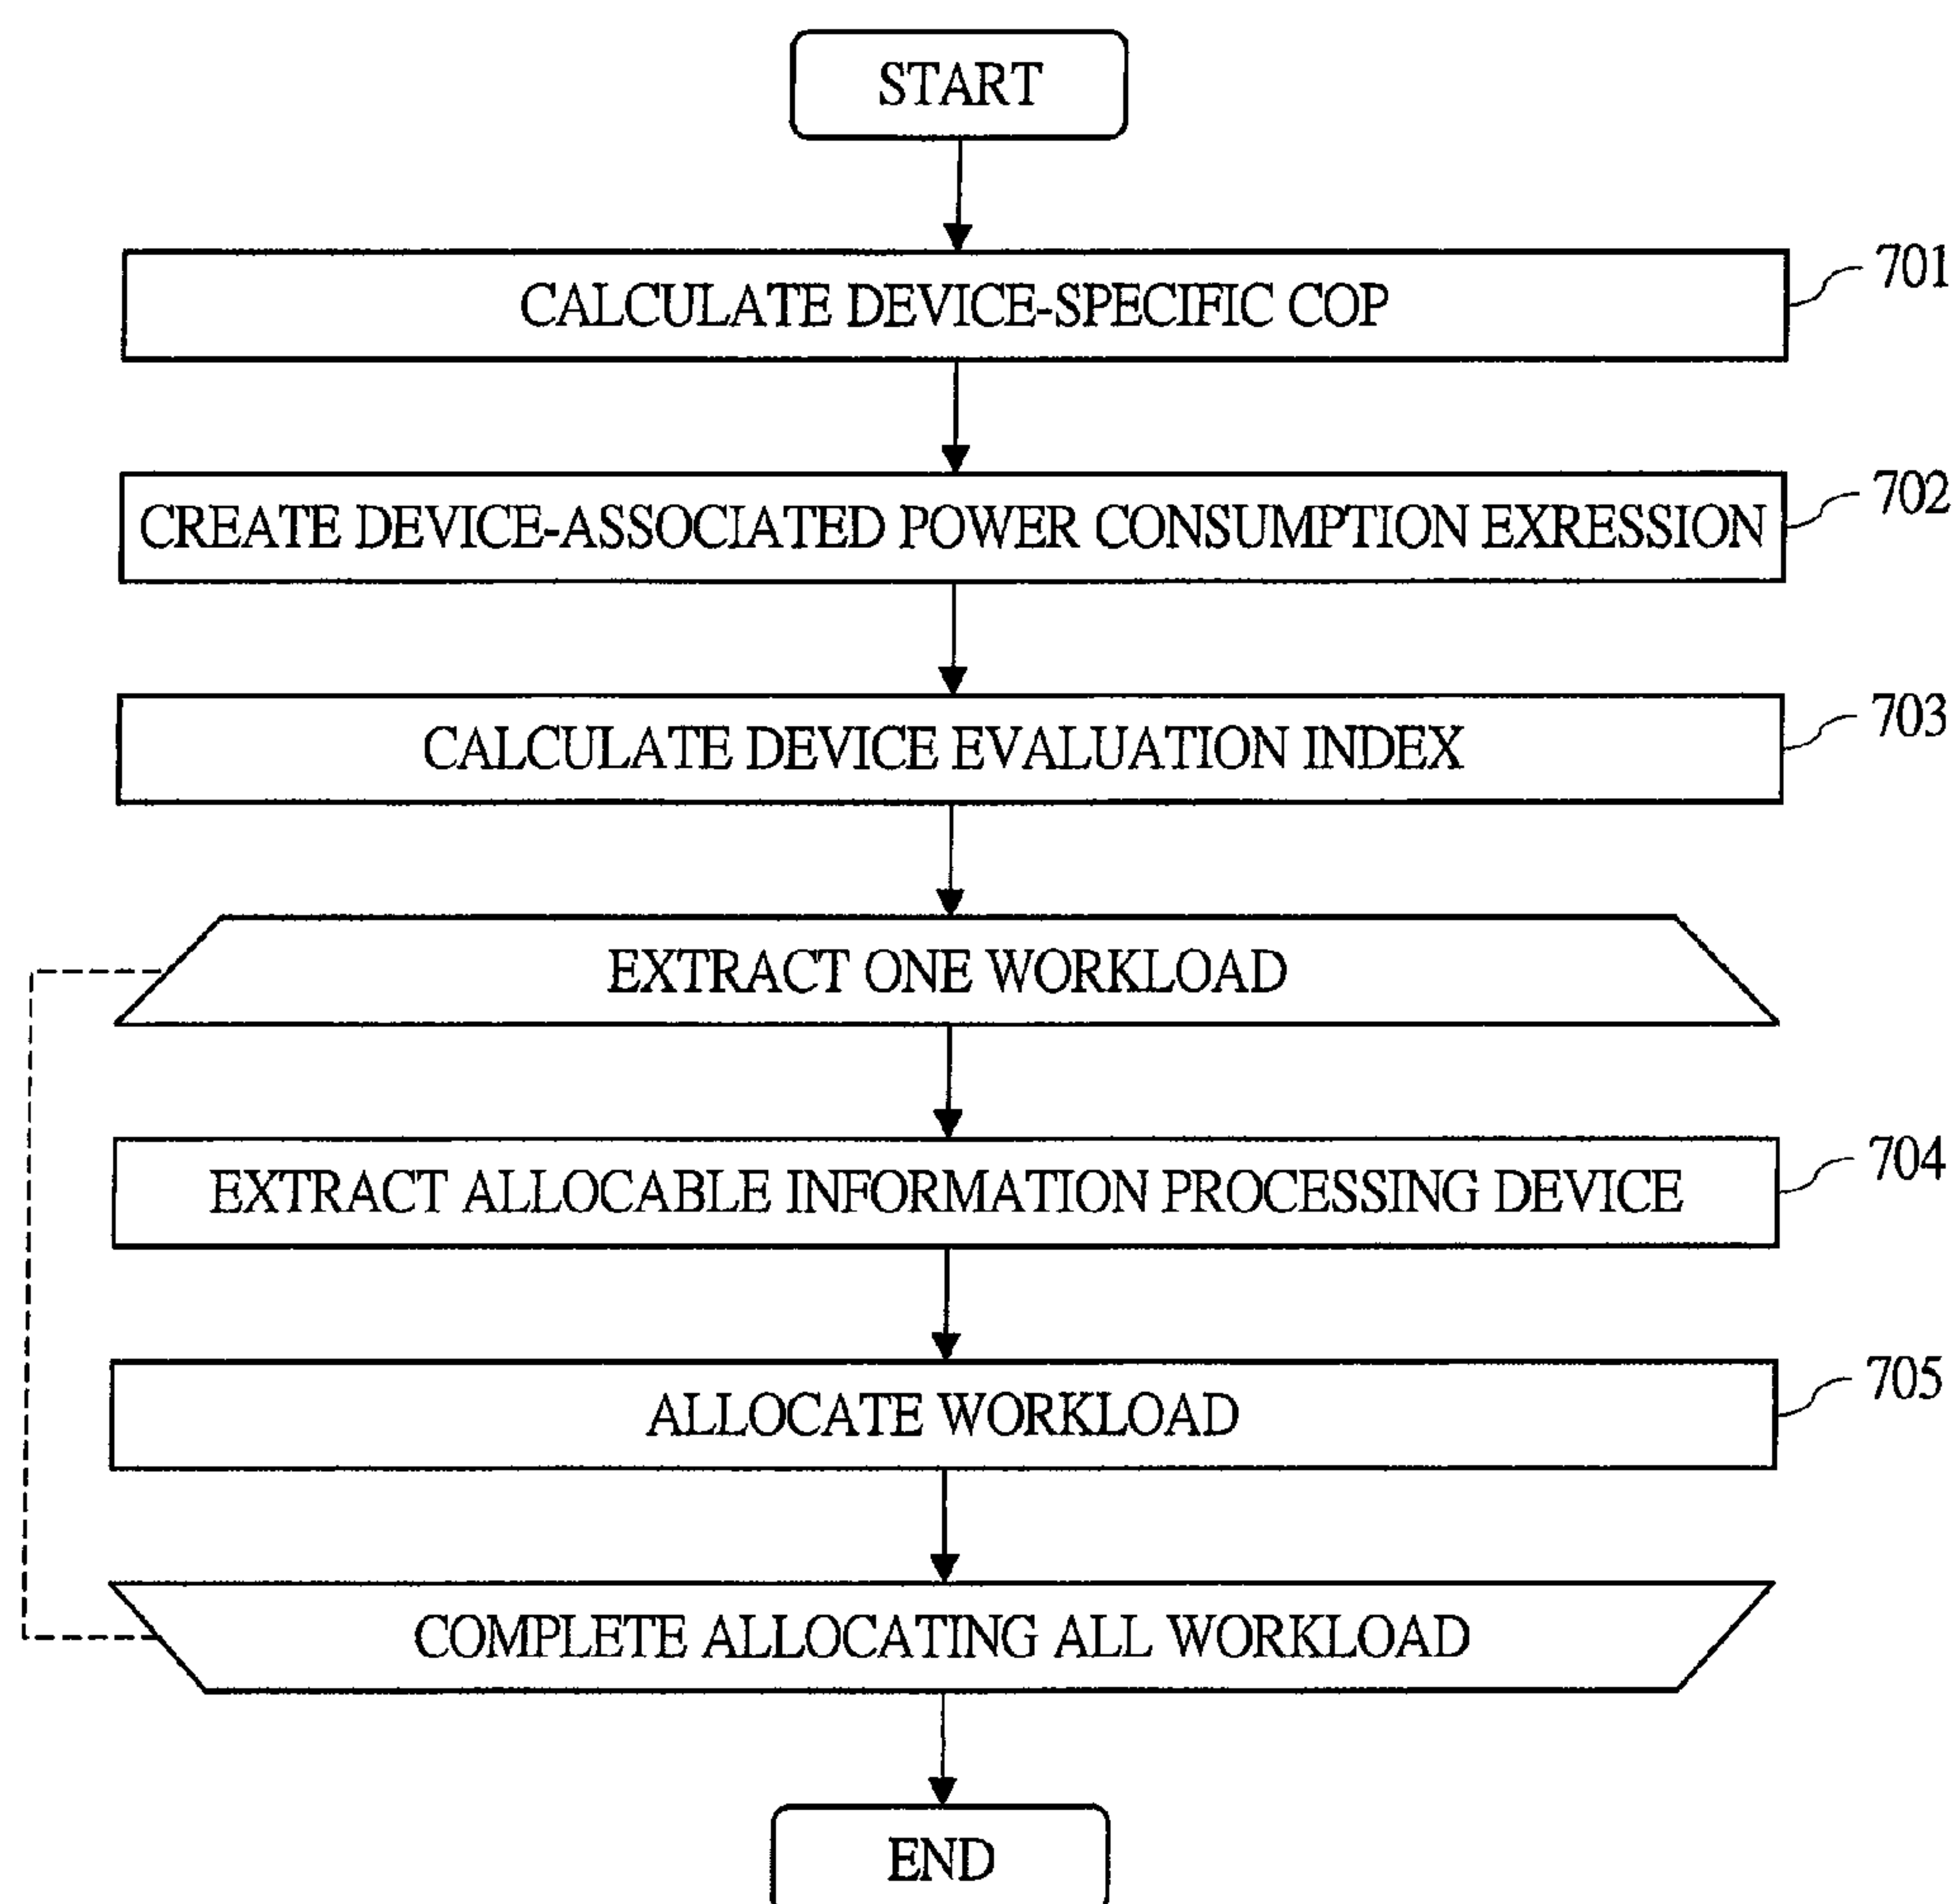 START
CALCULATE DEVICE-SPECIFIC COP
701
CREATE DEVICE-ASSOCIATED POWER CONSUMPTION EXRESSION
702
CALCULATE DEVICE EVALUATION INDEX
703
EXTRACT ONE WORKLOAD
EXTRACT ALLOCABLE INFORMATION PROCESSING DEVICE
704
ALLOCATE WORKLOAD
705
COMPLETE ALLOCATING ALL WORKLOAD
END